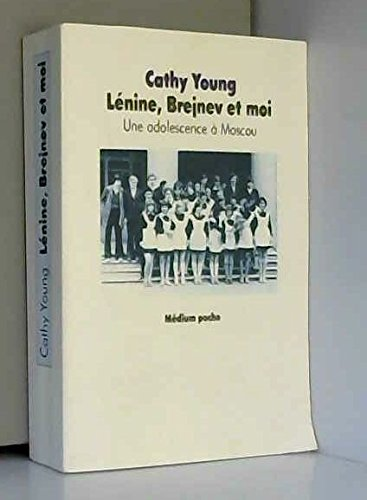 Cathy Young
Lénine, Brejnev et moi
Une adolescence à Moscou
Médium poche
Cathy Young Lénine, Brejnev et moi